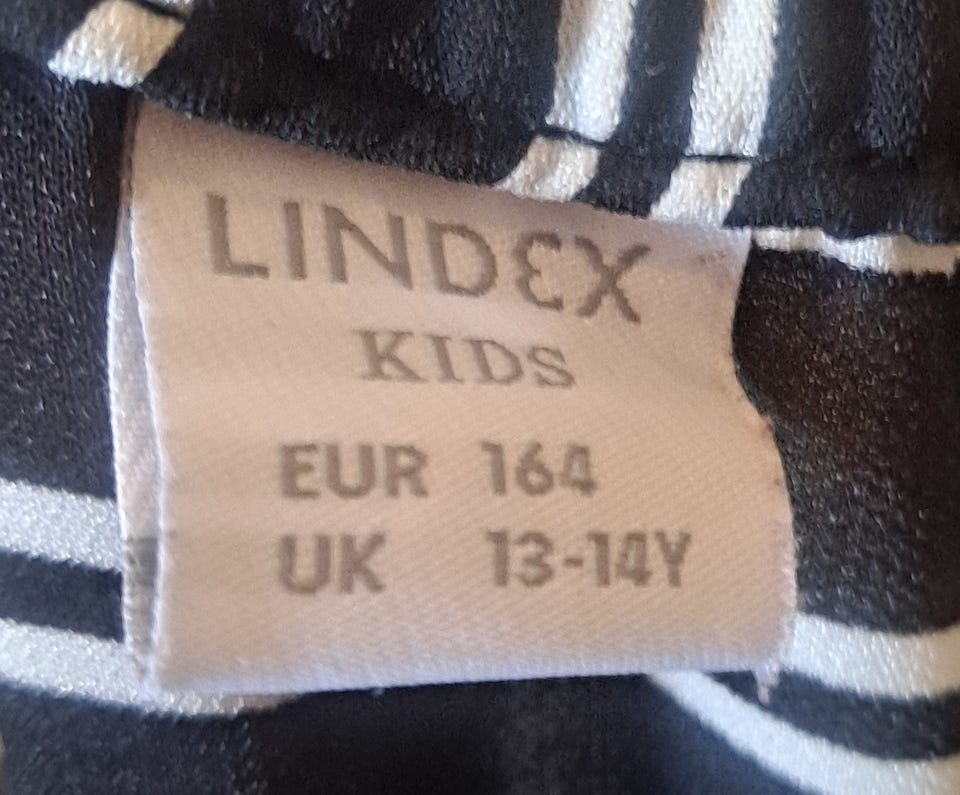 LINDEX
KIDS
EUR 164
UK 13-14Y